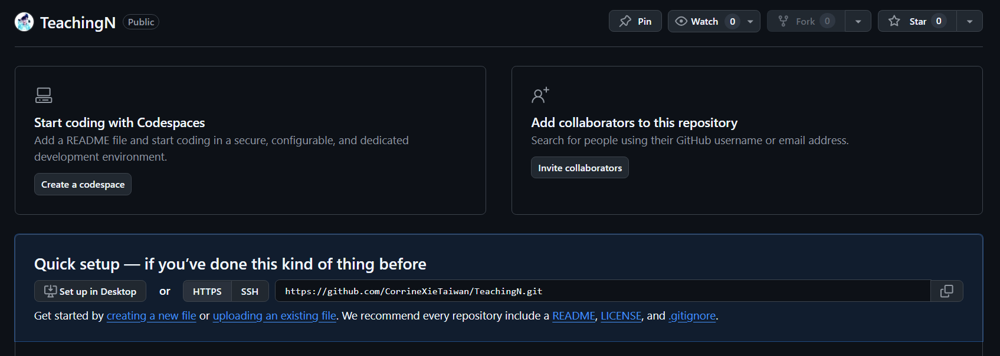 TeachingN Public
Pin
Watch 0
Fork 0
Star 0
Start coding with Codespaces
Add a README file and start coding in a secure, configurable, and dedicated
development environment.
Create a codespace
Add collaborators to this repository
Search for people using their GitHub username or email address.
Invite collaborators
Quick setup — if you’ve done this kind of thing before
Set up in Desktop or HTTPS SSH https://github.com/CorrineXieTaiwan/TeachingN.git
Get started by creating a new file or uploading an existing file. We recommend every repository include a README, LICENSE, and .gitignore.